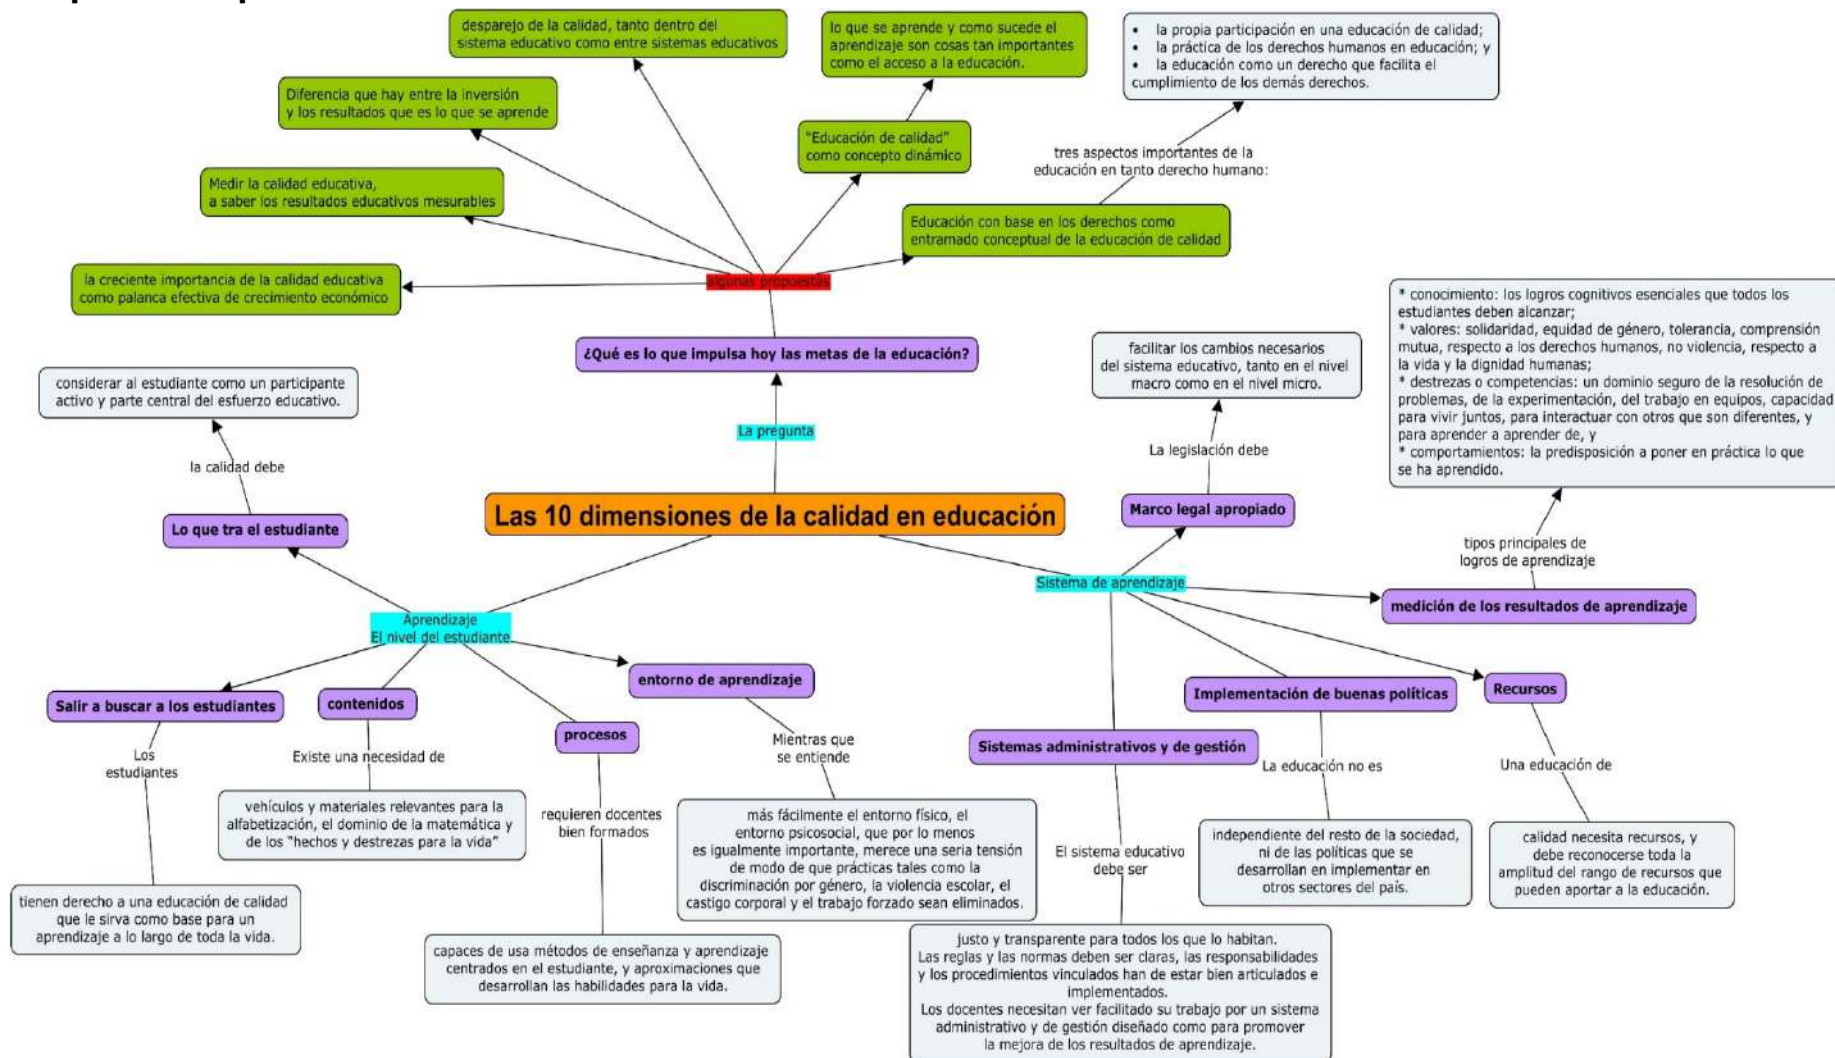 desparejo de la calidad, tanto dentro del
sistema educativo como entre sistemas educativos
lo que se aprende y como sucede el
aprendizaje son cosas tan importantes
como el acceso a la educación.
• la propia participación en una educación de calidad;
• la práctica de los derechos humanos en educación; y
• la educación como un derecho que facilita el
cumplimiento de los demás derechos.
Diferencia que hay entre la inversión
y los resultados que es lo que se aprende
"Educación de calidad"
como concepto dinámico
tres aspectos importantes de la
educación en tanto derecho humano:
Medir la calidad educativa,
a saber los resultados educativos mesurables
Educación con base en los derechos como
entramado conceptual de la educación de calidad
la creciente importancia de la calidad educativa
como palanca efectiva de crecimiento económico
algunas propuestas
¿Qué es lo que impulsa hoy las metas de la educación?
La pregunta
Las 10 dimensiones de la calidad en educación
considerar al estudiante como un participante
activo y parte central del esfuerzo educativo.
la calidad debe
Lo que tra el estudiante
Aprendizaje
El nivel del estudiante
Salir a buscar a los estudiantes
Los
estudiantes
tienen derecho a una educación de calidad
que le sirva como base para un
aprendizaje a lo largo de toda la vida.
contenidos
Existe una necesidad de
vehículos y materiales relevantes para la
alfabetización, el dominio de la matemática y
de los "hechos y destrezas para la vida"
procesos
requieren docentes
bien formados
capaces de usa métodos de enseñanza y aprendizaje
centrados en el estudiante, y aproximaciones que
desarrollan las habilidades para la vida.
entorno de aprendizaje
Mientras que
se entiende
más fácilmente el entorno físico, el
entorno psicosocial, que por lo menos
es igualmente importante, merece una seria tensión
de modo de que prácticas tales como la
discriminación por género, la violencia escolar, el
castigo corporal y el trabajo forzado sean eliminados.
facilitar los cambios necesarios
del sistema educativo, tanto en el nivel
macro como en el nivel micro.
La legislación debe
Marco legal apropiado
Sistema de aprendizaje
* conocimiento: los logros cognitivos esenciales que todos los
estudiantes deben alcanzar;
* valores: solidaridad, equidad de género, tolerancia, comprensión
mutua, respecto a los derechos humanos, no violencia, respecto a
la vida y la dignidad humanas;
* destrezas o competencias: un dominio seguro de la resolución de
problemas, de la experimentación, del trabajo en equipos, capacidad
para vivir juntos, para interactuar con otros que son diferentes, y
para aprender a aprender de, y
* comportamientos: la predisposición a poner en práctica lo que
se ha aprendido.
tipos principales de
logros de aprendizaje
medición de los resultados de aprendizaje
Sistemas administrativos y de gestión
El sistema educativo
debe ser
justo y transparente para todos los que lo habitan.
Las reglas y las normas deben ser claras, las responsabilidades
y los procedimientos vinculados han de estar bien articulados e
implementados.
Los docentes necesitan ver facilitado su trabajo por un sistema
administrativo y de gestión diseñado como para promover
la mejora de los resultados de aprendizaje.
Implementación de buenas políticas
La educación no es
independiente del resto de la sociedad,
ni de las políticas que se
desarrollan en implementar en
otros sectores del país.
Recursos
Una educación de
calidad necesita recursos, y
debe reconocerse toda la
amplitud del rango de recursos que
pueden aportar a la educación.